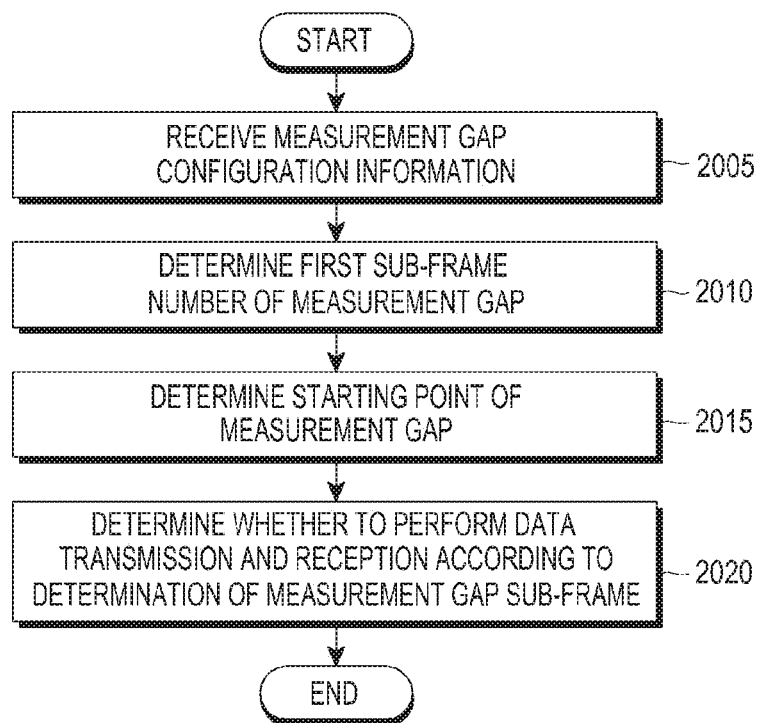 START
RECEIVE MEASUREMENT GAP
CONFIGURATION INFORMATION
2005
DETERMINE FIRST SUB-FRAME
NUMBER OF MEASUREMENT GAP
2010
DETERMINE STARTING POINT OF
MEASUREMENT GAP
2015
DETERMINE WHETHER TO PERFORM DATA
TRANSMISSION AND RECEPTION ACCORDING TO
DETERMINATION OF MEASUREMENT GAP SUB-FRAME
2020
END